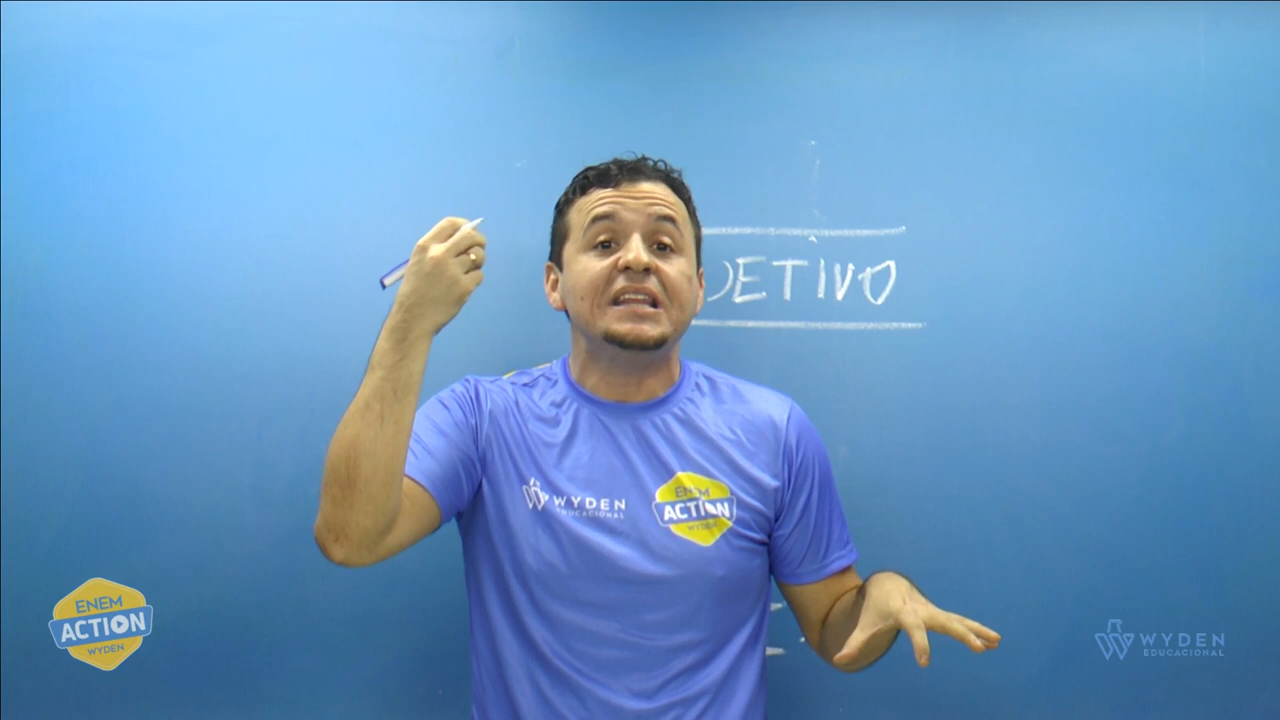 JETIVO
WYDEN
EDUCACIONAL
ENEM
ACTION
WYDEN
ENEM
ACTION
WYDEN
WYDEN
EDUCACIONAL